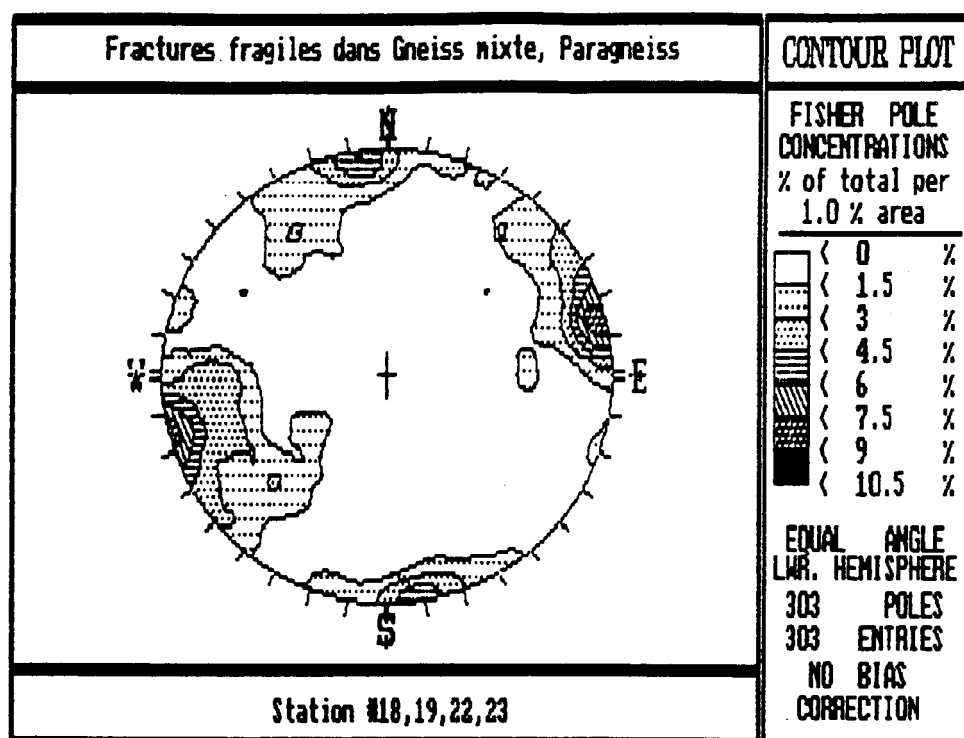 Fractures fragiles dans Gneiss mixte, Paragneiss
N
W
E
S
Station #18,19,22,23
CONTOUR PLOT
FISHER POLE
CONCENTRATIONS
% of total per
1.0 % area
< 0 %
< 1.5 %
< 3 %
< 4.5 %
< 6 %
< 7.5 %
< 9 %
< 10.5 %
EQUAL ANGLE
LWR. HEMISPHERE
303 POLES
303 ENTRIES
NO BIAS
CORRECTION